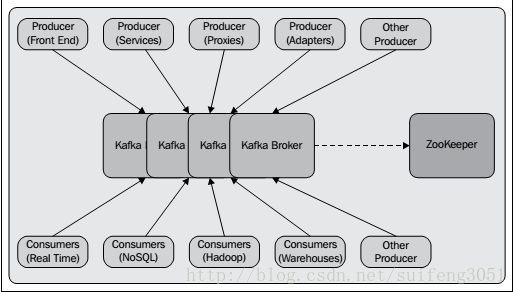 Producer
(Front End)
Producer
(Services)
Producer
(Proxies)
Producer
(Adapters)
Other
Producer
Kafka
Kafka
Kafka
Kafka Broker
ZooKeeper
Consumers
(Real Time)
Consumers
(NoSQL)
Consumers
(Hadoop)
Consumers
(Warehouses)
Other
Producer
http://blog.csdn.net/suifeng3051